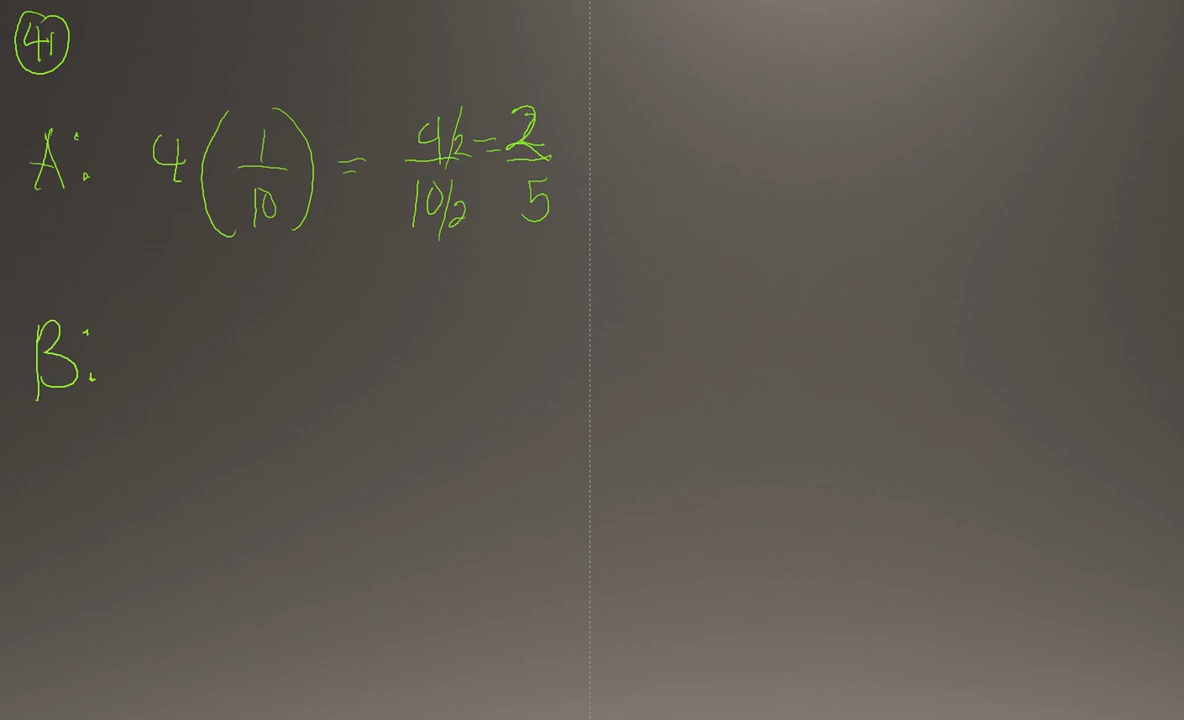 41
A: 4 (1/10) = 4/2 / 10/2 = 2/5
B: